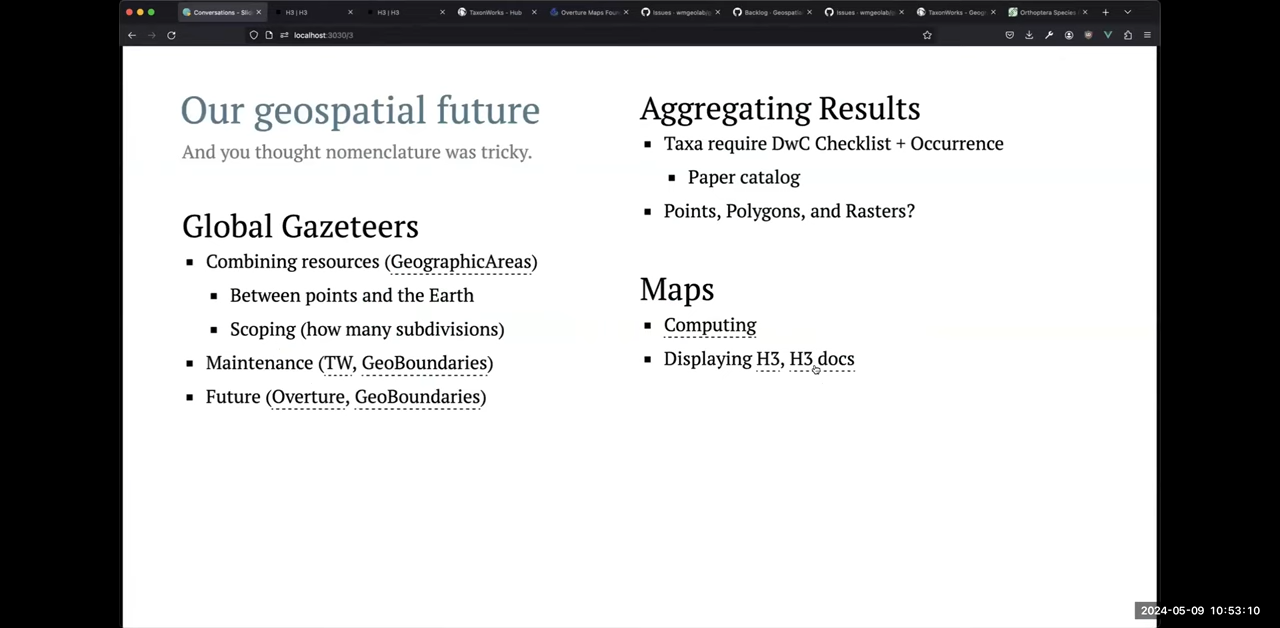 Conversations - Slid
H3 | H3
H3 | H3
TaxonWorks - Hub
Overture Maps Foun
Issues · wmgeolab/g
Backlog · Geospatia
Issues · wmgeolab/g
TaxonWorks - Geogr
Orthoptera Species
localhost:3030/3
Our geospatial future
And you thought nomenclature was tricky.
Global Gazeteers
Combining resources (GeographicAreas)
Between points and the Earth
Scoping (how many subdivisions)
Maintenance (TW, GeoBoundaries)
Future (Overture, GeoBoundaries)
Aggregating Results
Taxa require DwC Checklist + Occurrence
Paper catalog
Points, Polygons, and Rasters?
Maps
Computing
Displaying H3, H3 docs
2024-05-09 10:53:10